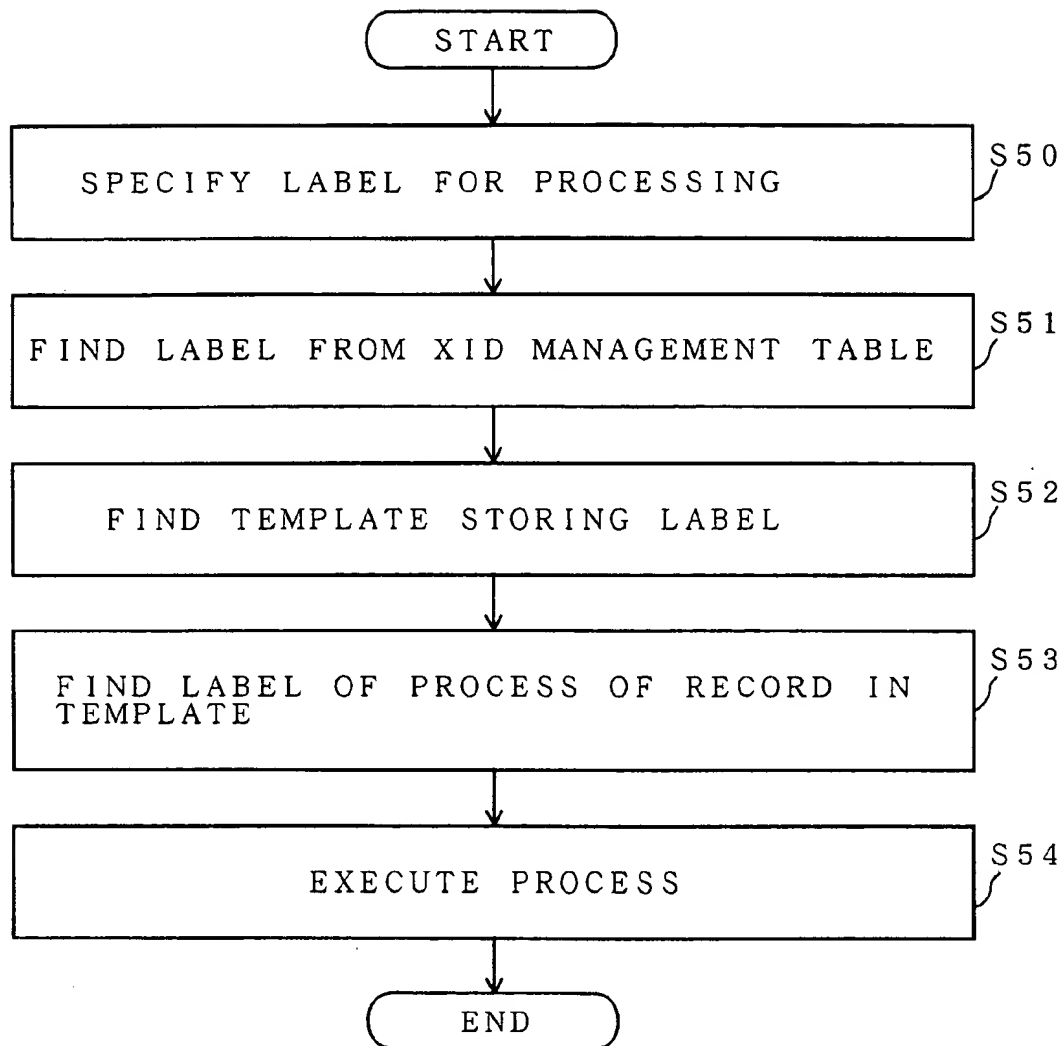 START
SPECIFY LABEL FOR PROCESSING
S50
FIND LABEL FROM XID MANAGEMENT TABLE
S51
FIND TEMPLATE STORING LABEL
S52
FIND LABEL OF PROCESS OF RECORD IN
TEMPLATE
S53
EXECUTE PROCESS
S54
END